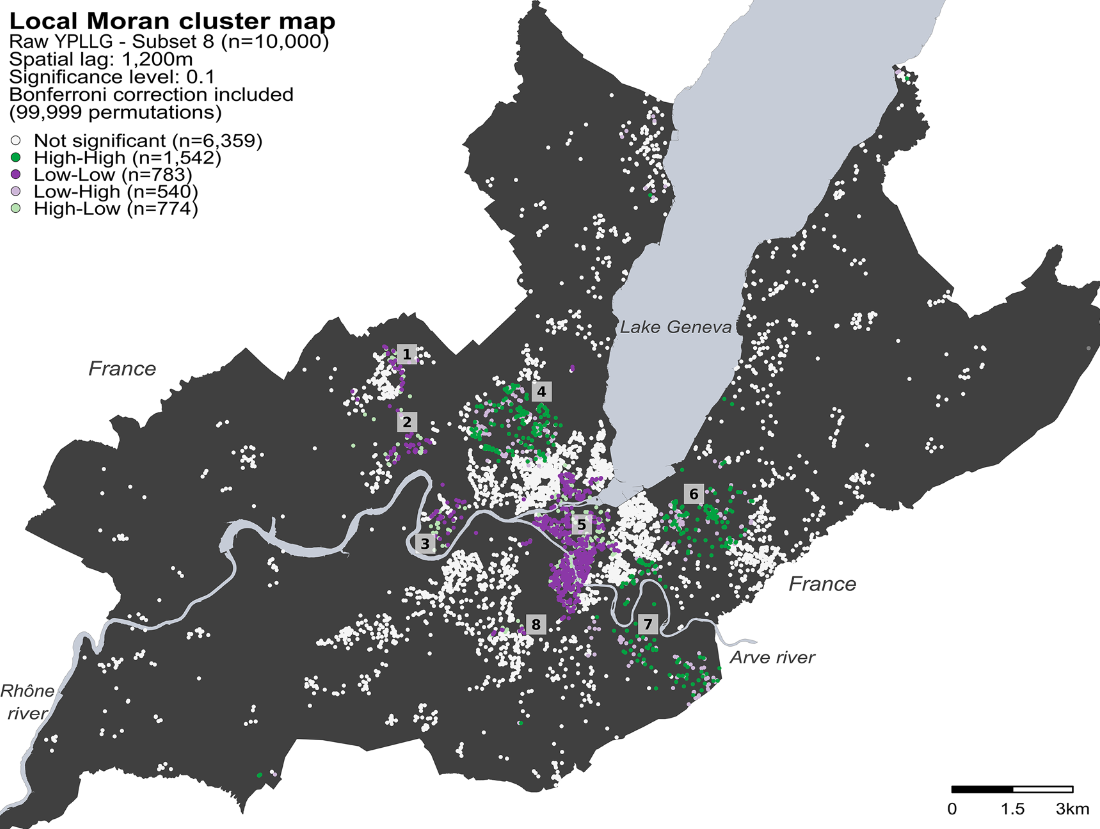 Local Moran cluster map
Raw YPLLG - Subset 8 (n=10,000)
Spatial lag: 1,200m
Significance level: 0.1
Bonferroni correction included
(99,999 permutations)
Not significant (n=6,359)
High-High (n=1,542)
Low-Low (n=783)
Low-High (n=540)
High-Low (n=774)
Lake Geneva
France
1
4
2
6
5
3
France
8
7
Arve river
Rhône
river
0 1.5 3km